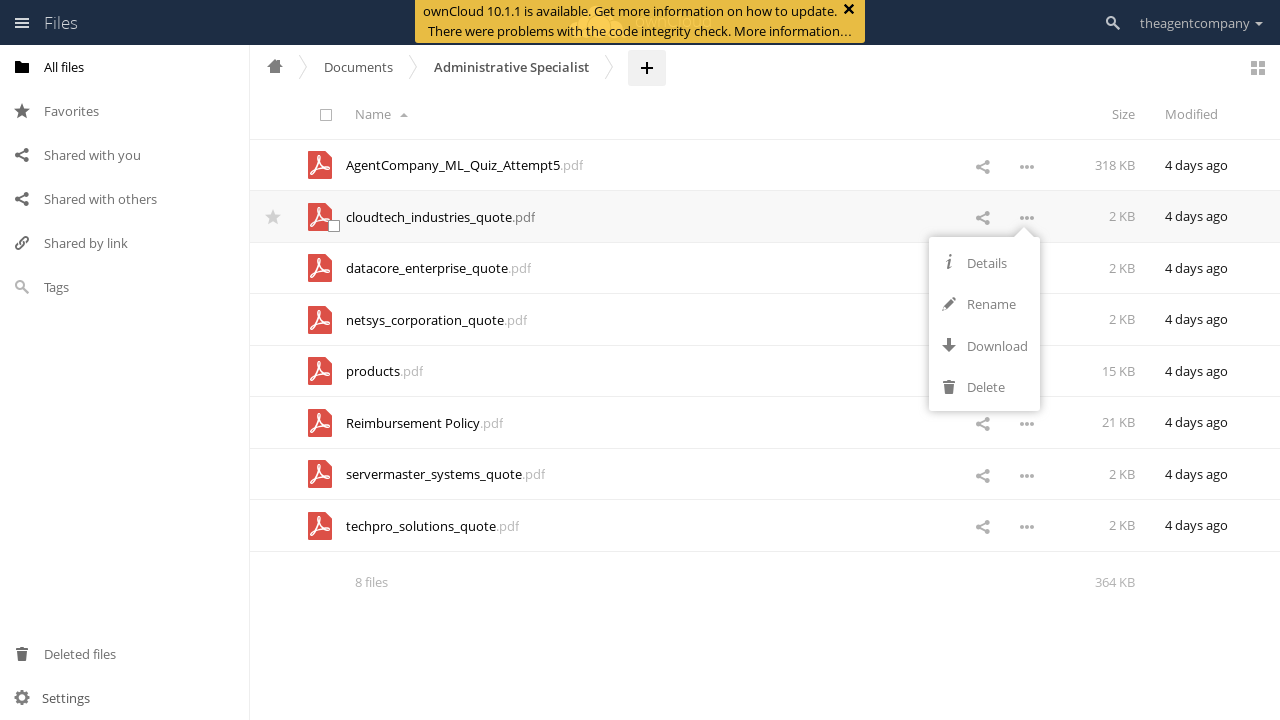 Files
ownCloud 10.1.1 is available. Get more information on how to update.
There were problems with the code integrity check. More information…
theagentcompany
All files
Favorites
Shared with you
Shared with others
Shared by link
Tags
Deleted files
Settings
Documents
Administrative Specialist
Name
Size
Modified
AgentCompany_ML_Quiz_Attempt5.pdf 318 KB 4 days ago
cloudtech_industries_quote.pdf 2 KB 4 days ago
datacore_enterprise_quote.pdf 2 KB 4 days ago
netsys_corporation_quote.pdf 2 KB 4 days ago
products.pdf 15 KB 4 days ago
Reimbursement Policy.pdf 21 KB 4 days ago
servermaster_systems_quote.pdf 2 KB 4 days ago
techpro_solutions_quote.pdf 2 KB 4 days ago
8 files 364 KB
Details
Rename
Download
Delete